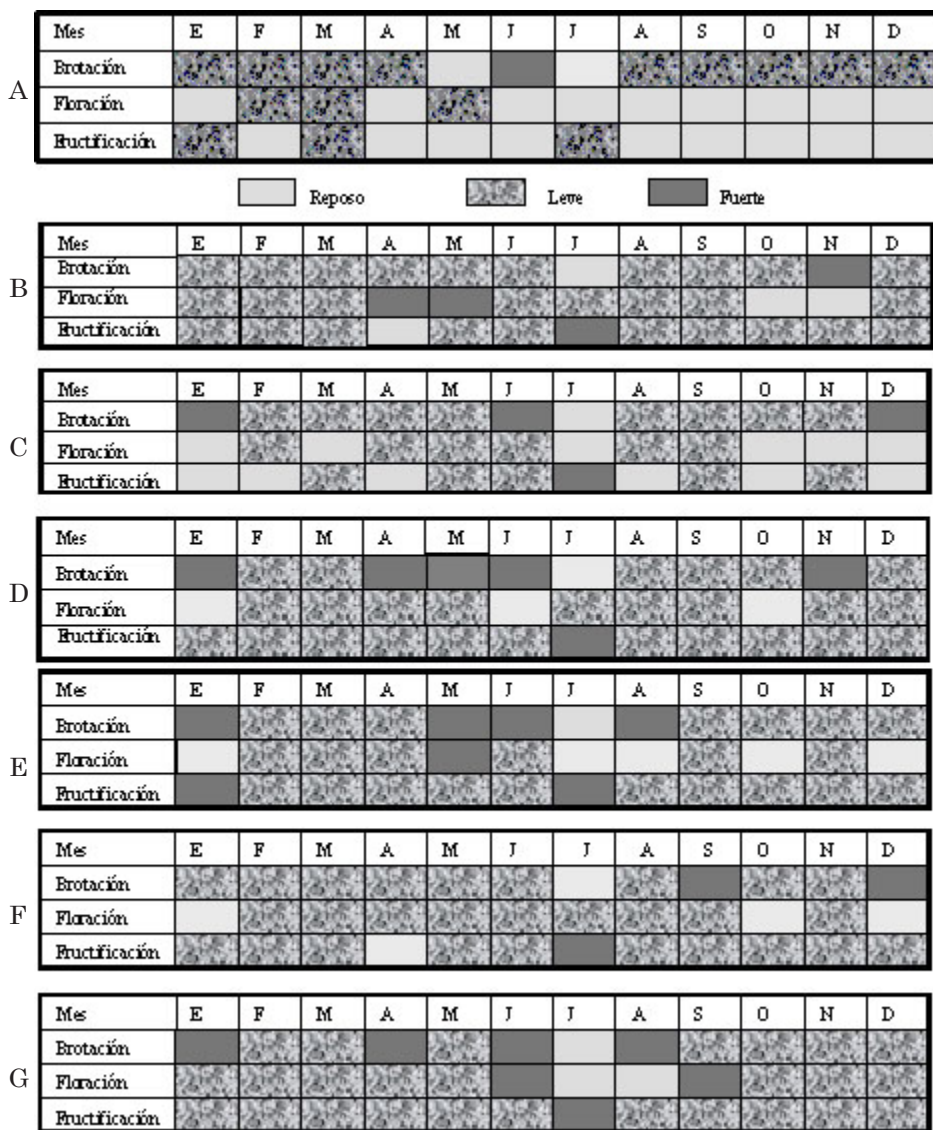 Mes E F M A M J J A S O N D
Brotación
A
Floración
Fructificación
Reposo Leve Fuerte
Mes E F M A M J J A S O N D
Brotación
B
Floración
Fructificación
Mes E F M A M J J A S O N D
Brotación
C
Floración
Fructificación
Mes E F M A M J J A S O N D
Brotación
D
Floración
Fructificación
Mes E F M A M J J A S O N D
Brotación
E
Floración
Fructificación
Mes E F M A M J J A S O N D
Brotación
F
Floración
Fructificación
Mes E F M A M J J A S O N D
Brotación
G
Floración
Fructificación